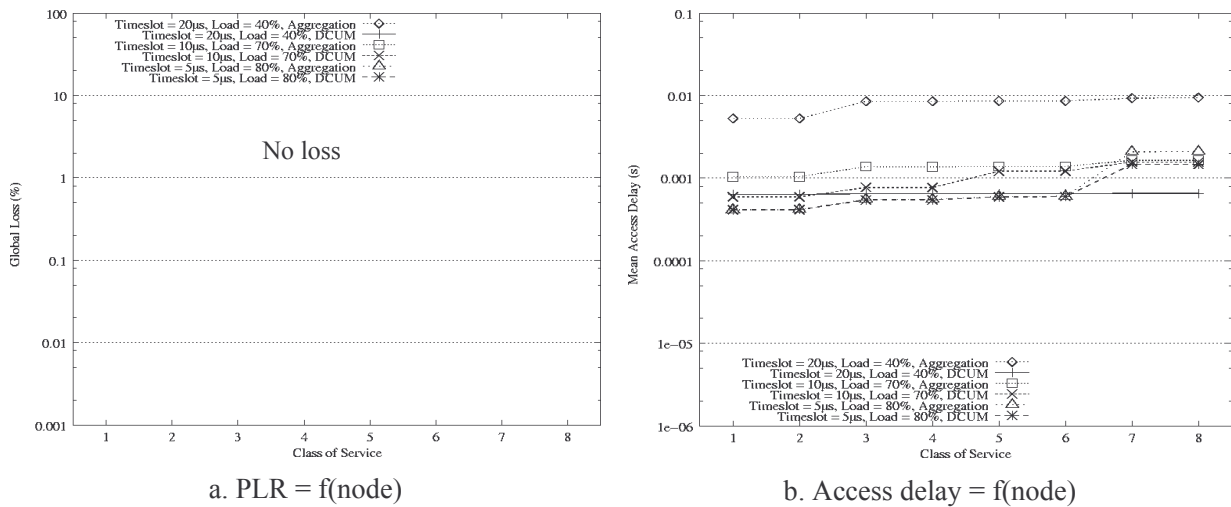 100
10
1
0.1
0.01
0.001
Global Loss (%)
Timeslot = 20µs, Load = 40%, Aggregation
Timeslot = 20µs, Load = 40%, DCUM
Timeslot = 10µs, Load = 70%, Aggregation
Timeslot = 10µs, Load = 70%, DCUM
Timeslot = 5µs, Load = 80%, Aggregation
Timeslot = 5µs, Load = 80%, DCUM
No loss
1 2 3 4 5 6 7 8
Class of Service
a. PLR = f(node)
0.1
0.01
0.001
0.0001
1e-05
1e-06
Mean Access Delay (s)
Timeslot = 20µs, Load = 40%, Aggregation
Timeslot = 20µs, Load = 40%, DCUM
Timeslot = 10µs, Load = 70%, Aggregation
Timeslot = 10µs, Load = 70%, DCUM
Timeslot = 5µs, Load = 80%, Aggregation
Timeslot = 5µs, Load = 80%, DCUM
1 2 3 4 5 6 7 8
Class of Service
b. Access delay = f(node)